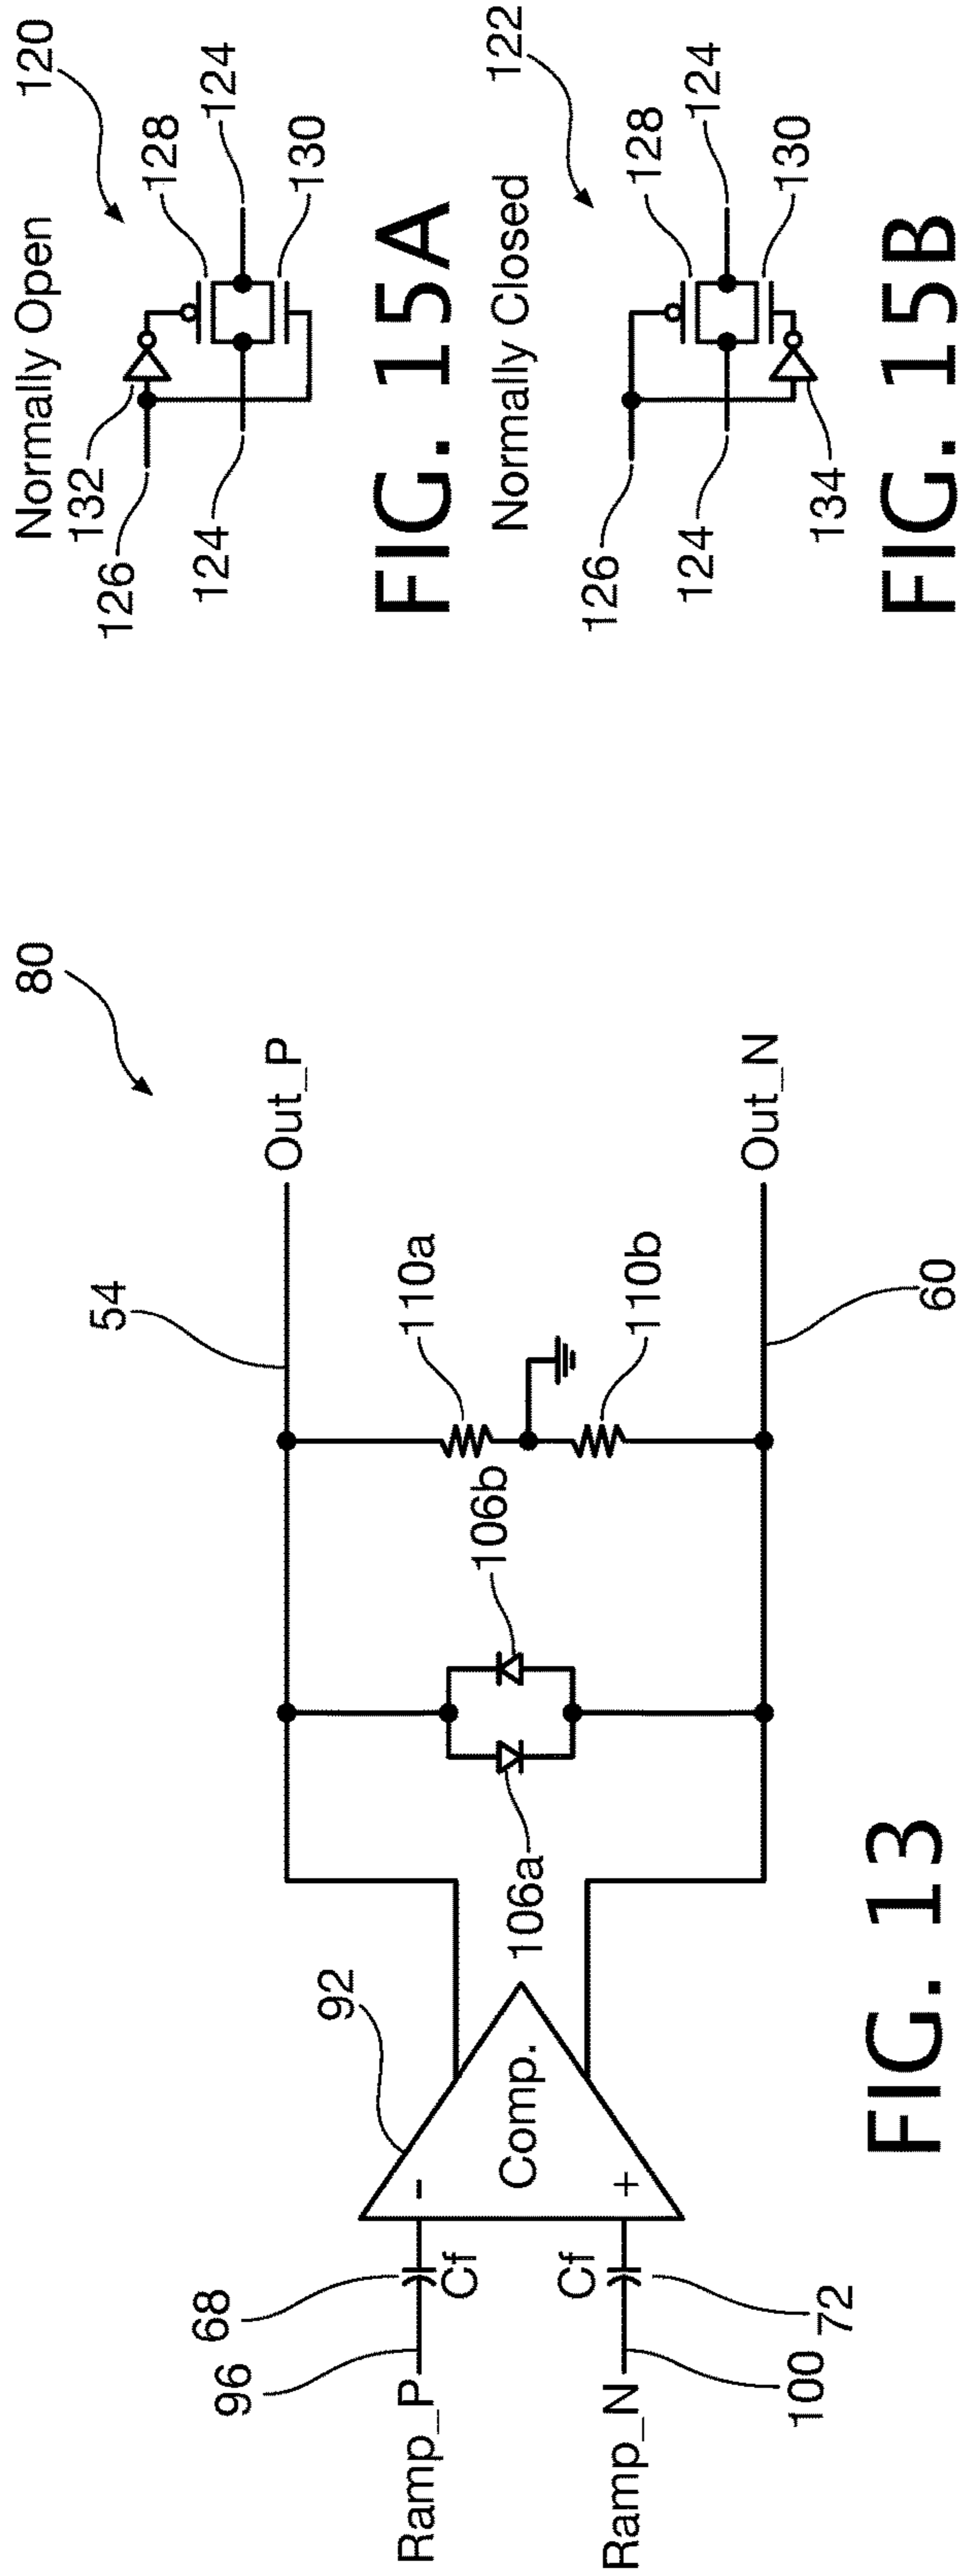 80
54
Out_P
92
68
96
Ramp_P
-
Cf
Comp.
106a
106b
110a
110b
Cf
+
Ramp_N
100
72
60
Out_N
FIG. 13
Normally Open
120
132
126
128
124
124
130
FIG. 15A
Normally Closed
122
126
128
124
124
130
134
FIG. 15B